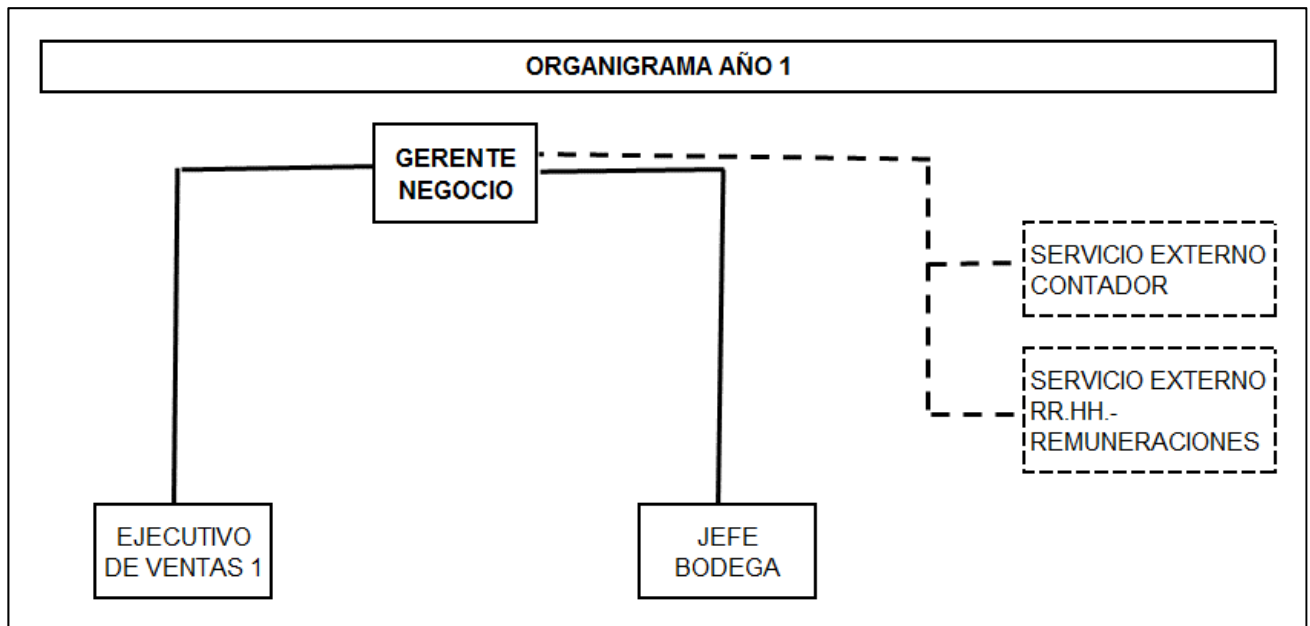 ORGANIGRAMA AÑO 1
GERENTE
NEGOCIO
SERVICIO EXTERNO
CONTADOR
SERVICIO EXTERNO
RR.HH.-
REMUNERACIONES
EJECUTIVO
DE VENTAS 1
JEFE
BODEGA